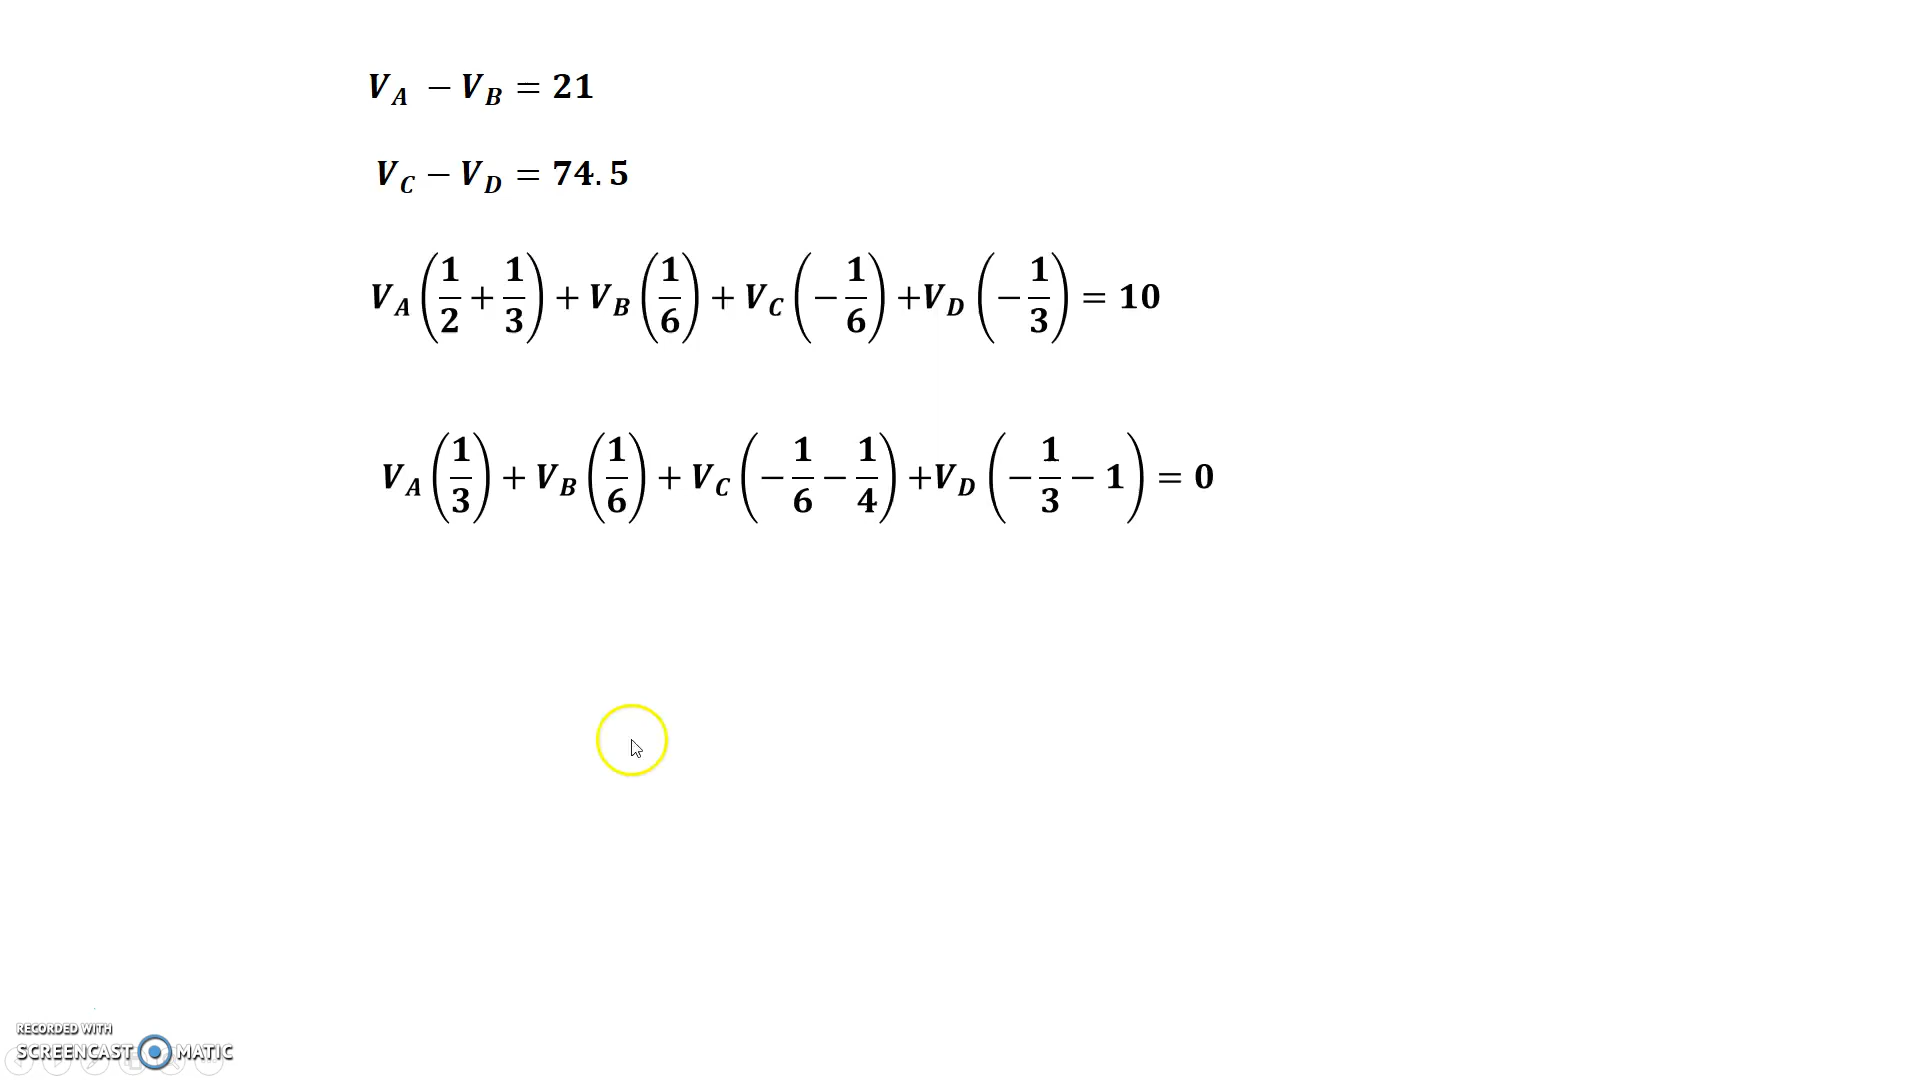 V_A − V_B = 21
V_C − V_D = 74.5
V_A (1/2 + 1/3) + V_B (1/6) + V_C (−1/6) + V_D (−1/3) = 10
V_A (1/3) + V_B (1/6) + V_C (−1/6 − 1/4) + V_D (−1/3 − 1) = 0
RECORDED WITH
SCREENCAST MATIC